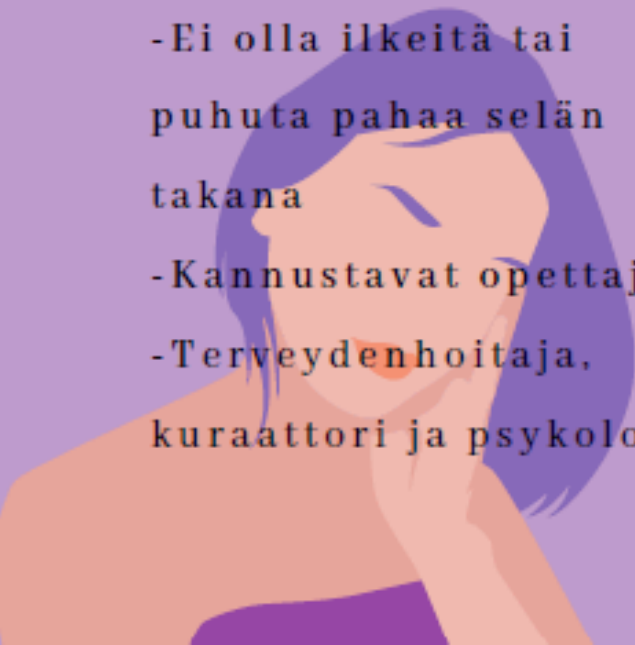 -Ei olla ilkeitä tai
puhuta pahaa selän
takana
-Kannustavat opettaj
-Terveydenhoitaja,
kuraattori ja psykolo